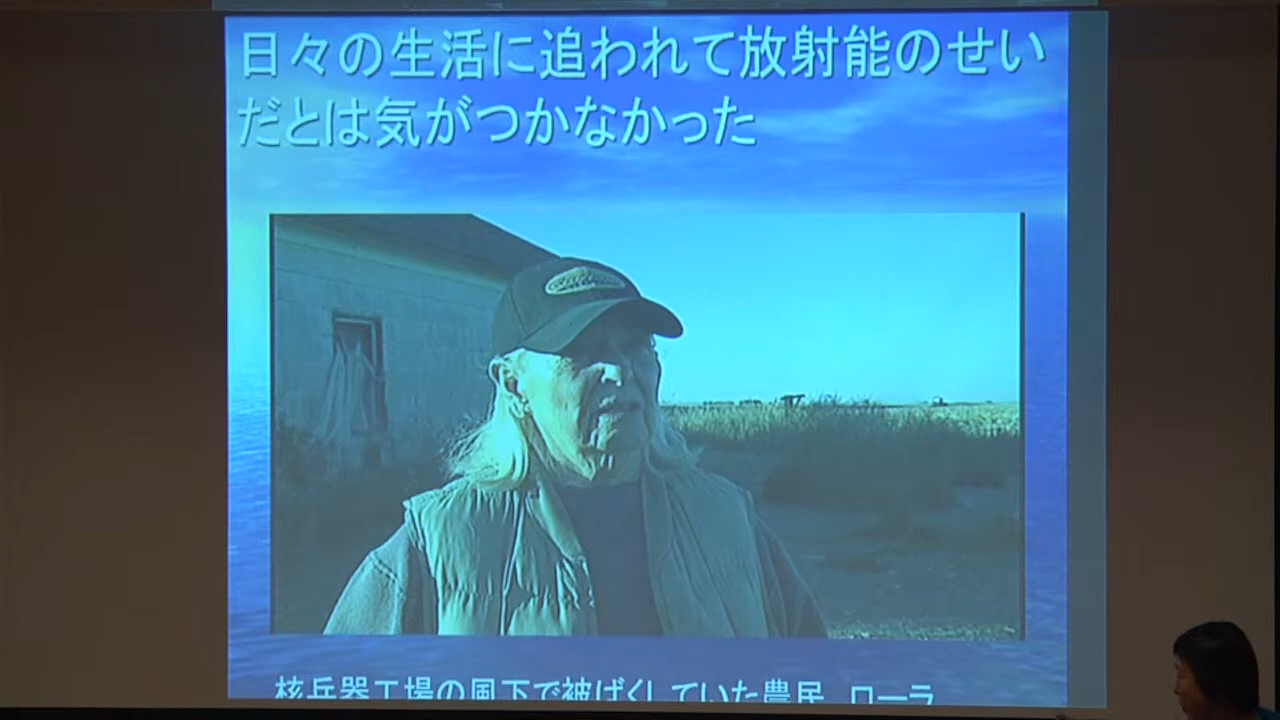 日々の生活に追われて放射能のせい
だとは気がつかなかった
核兵器工場の風下で被ばくしていた農民 ローラ